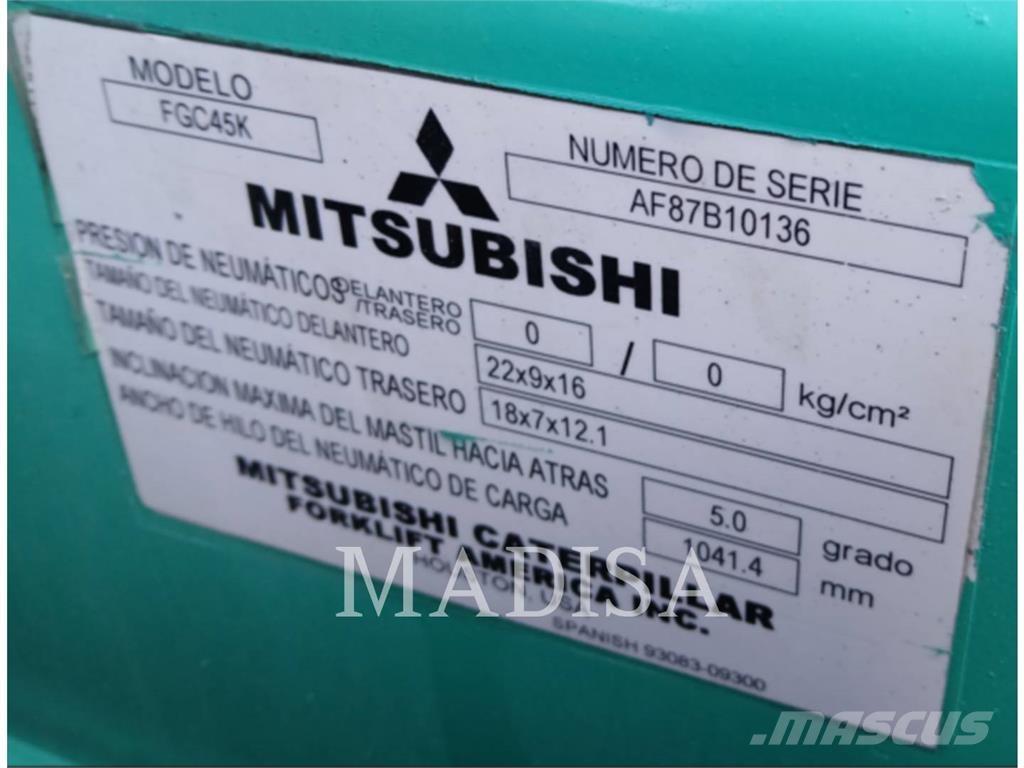 MODELO
FGC45K
NUMERO DE SERIE
AF87B10136
MITSUBISHI
PRESION DE NEUMÁTICOS DELANTERO /TRASERO 0 / 0 kg/cm²
TAMAÑO DEL NEUMÁTICO DELANTERO 22x9x16
TAMAÑO DEL NEUMÁTICO TRASERO 18x7x12.1
INCLINACION MAXIMA DEL MASTIL HACIA ATRAS 5.0 grado
ANCHO DE HILO DEL NEUMÁTICO DE CARGA 1041.4 mm
MITSUBISHI CATERPILLAR
FORKLIFT AMERICA INC.
HOUSTON, USA
SPANISH 93083-09300
MADISA
MASCUS